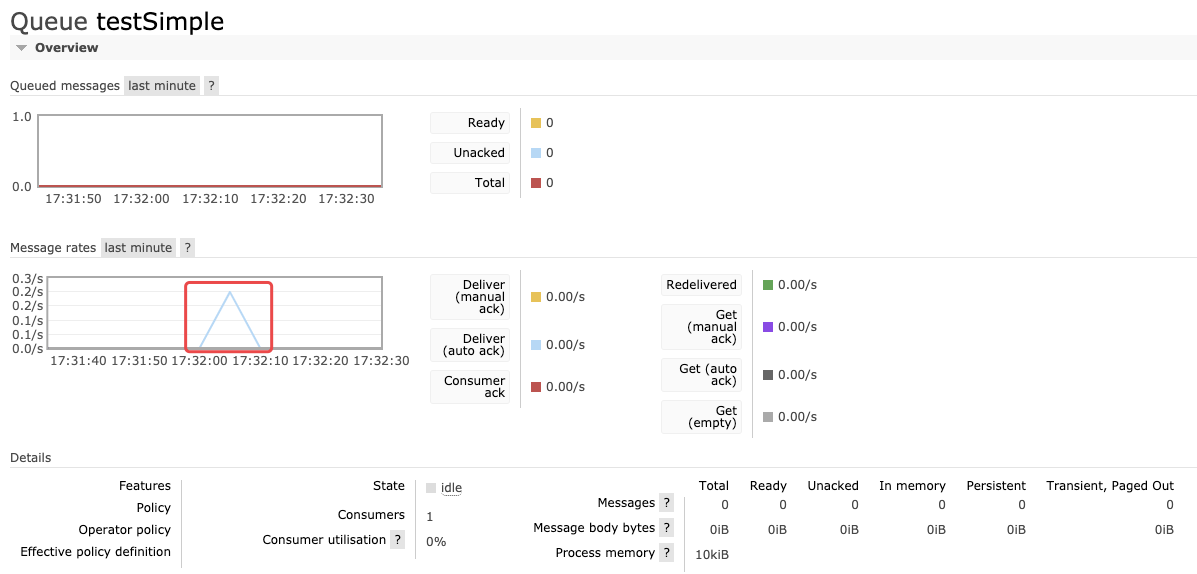 Queue testSimple
Overview
Queued messages last minute ?
1.0
0.0
17:31:50 17:32:00 17:32:10 17:32:20 17:32:30
Ready 0
Unacked 0
Total 0
Message rates last minute ?
0.3/s
0.2/s
0.2/s
0.1/s
0.1/s
0.0/s
17:31:40 17:31:50 17:32:00 17:32:10 17:32:20 17:32:30
Deliver
(manual
ack) 0.00/s
Deliver
(auto ack) 0.00/s
Consumer
ack 0.00/s
Redelivered 0.00/s
Get
(manual
ack) 0.00/s
Get (auto
ack) 0.00/s
Get
(empty) 0.00/s
Details
Features
Policy
Operator policy
Effective policy definition
State idle
Consumers 1
Consumer utilisation ? 0%
Total Ready Unacked In memory Persistent Transient, Paged Out
Messages ? 0 0 0 0 0 0
Message body bytes ? 0iB 0iB 0iB 0iB 0iB 0iB
Process memory ? 10kiB